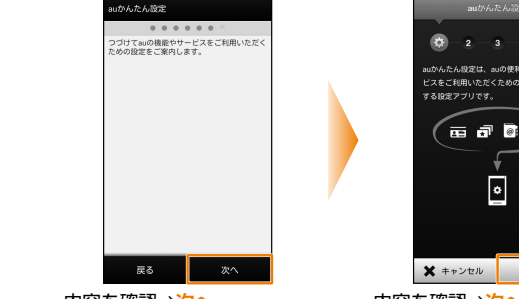 auかんたん設定
つづけてauの機能やサービスをご利用いただく
ための設定をご案内します。
戻る
次へ
内容を確認→次へ
auかんたん設
2
3
auかんたん設定は、auの便利
ビスをご利用いただくための
する設定アプリです。
キャンセル
内容を確認→次へ